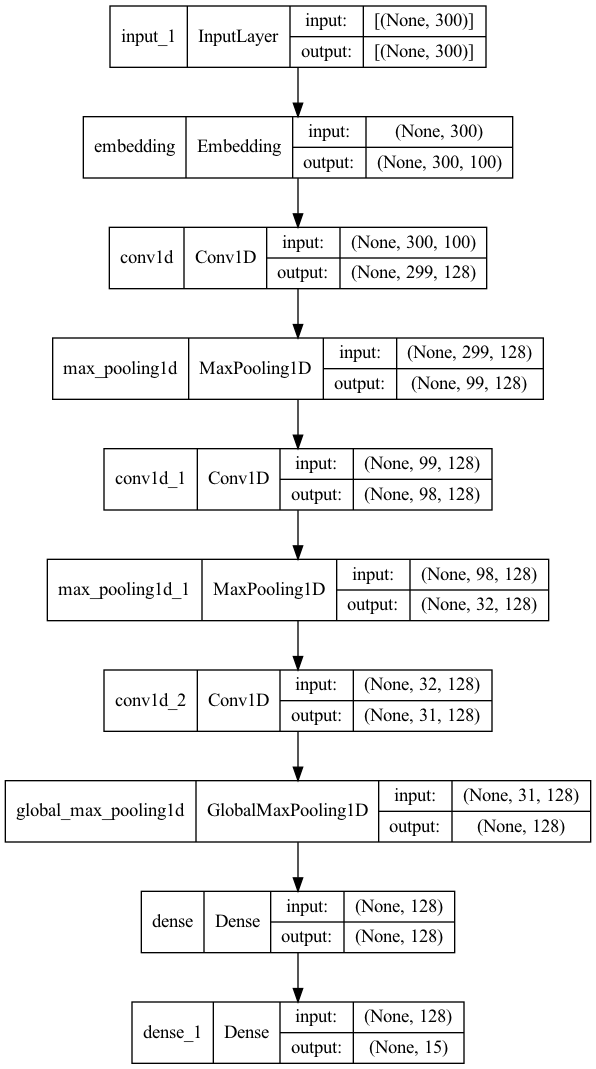 input_1 InputLayer input: [(None, 300)]
output: [(None, 300)]
embedding Embedding input: (None, 300)
output: (None, 300, 100)
conv1d Conv1D input: (None, 300, 100)
output: (None, 299, 128)
max_pooling1d MaxPooling1D input: (None, 299, 128)
output: (None, 99, 128)
conv1d_1 Conv1D input: (None, 99, 128)
output: (None, 98, 128)
max_pooling1d_1 MaxPooling1D input: (None, 98, 128)
output: (None, 32, 128)
conv1d_2 Conv1D input: (None, 32, 128)
output: (None, 31, 128)
global_max_pooling1d GlobalMaxPooling1D input: (None, 31, 128)
output: (None, 128)
dense Dense input: (None, 128)
output: (None, 128)
dense_1 Dense input: (None, 128)
output: (None, 15)